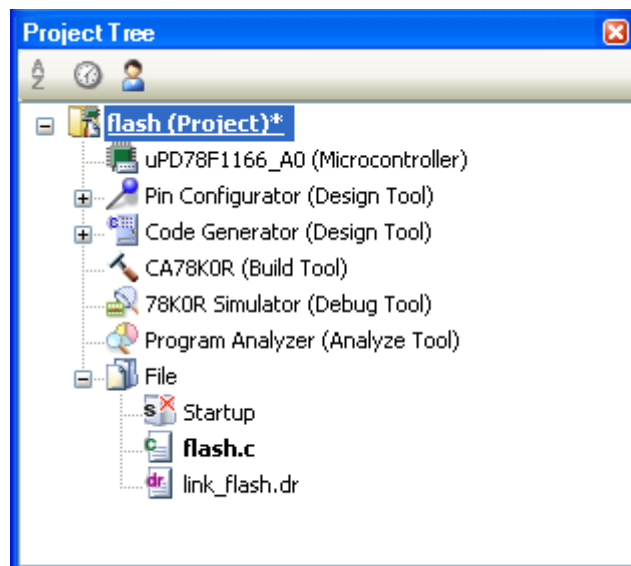 Project Tree
flash (Project)*
uPD78F1166_A0 (Microcontroller)
Pin Configurator (Design Tool)
Code Generator (Design Tool)
CA78K0R (Build Tool)
78K0R Simulator (Debug Tool)
Program Analyzer (Analyze Tool)
File
Startup
flash.c
link_flash.dr